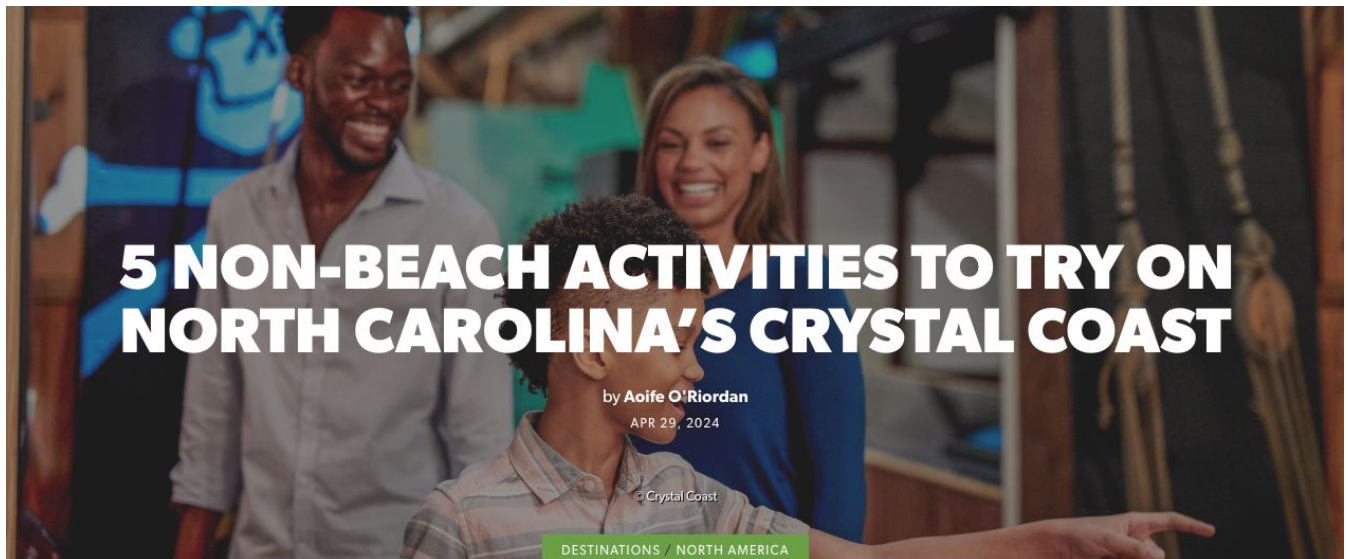 5 NON-BEACH ACTIVITIES TO TRY ON
NORTH CAROLINA’S CRYSTAL COAST
by Aoife O'Riordan
APR 29, 2024
© Crystal Coast
DESTINATIONS / NORTH AMERICA